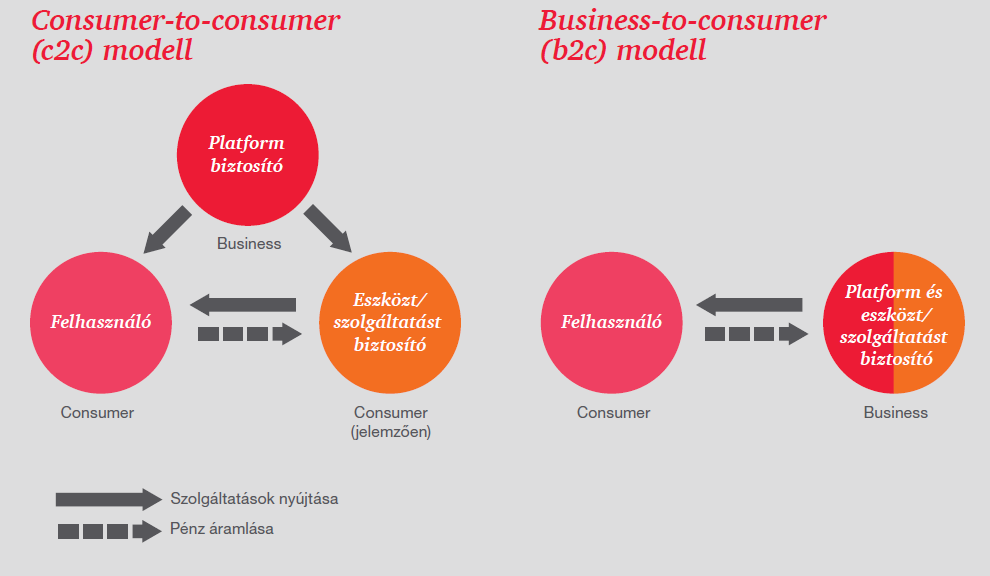 Consumer-to-consumer
(c2c) modell
Platform
biztosító
Business
Felhasználó
Consumer
Eszközt/
szolgáltatást
biztosító
Consumer
(jelemzően)
Business-to-consumer
(b2c) modell
Felhasználó
Consumer
Platform és
eszközt/
szolgáltatást
biztosító
Business
Szolgáltatások nyújtása
Pénz áramlása